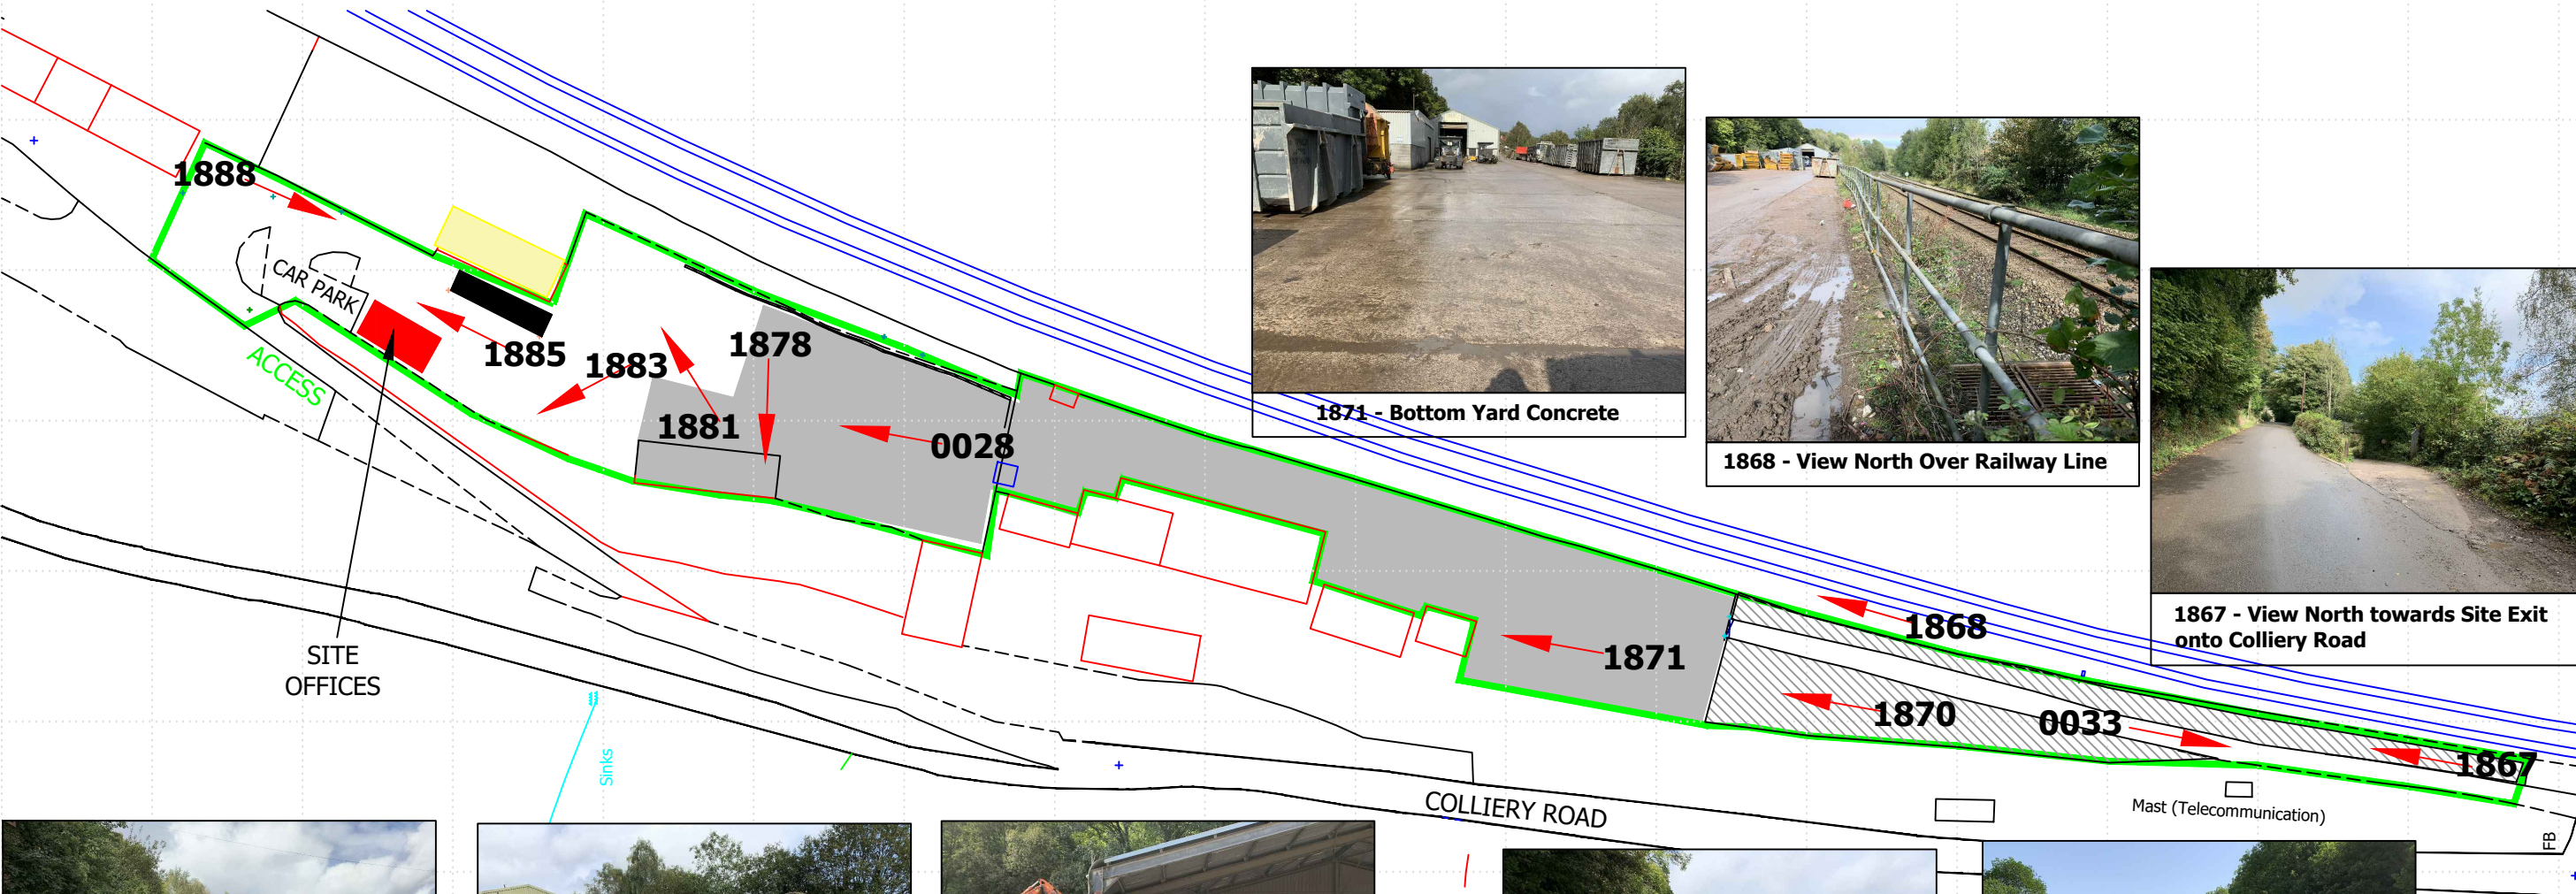 1888
CAR PARK
ACCESS
SITE
OFFICES
1885
1883
1878
1881
0028
1871 - Bottom Yard Concrete
1868 - View North Over Railway Line
1867 - View North towards Site Exit
onto Colliery Road
1868
1871
1870
0033
1867
Sinks
COLLIERY ROAD
Mast (Telecommunication)
FB